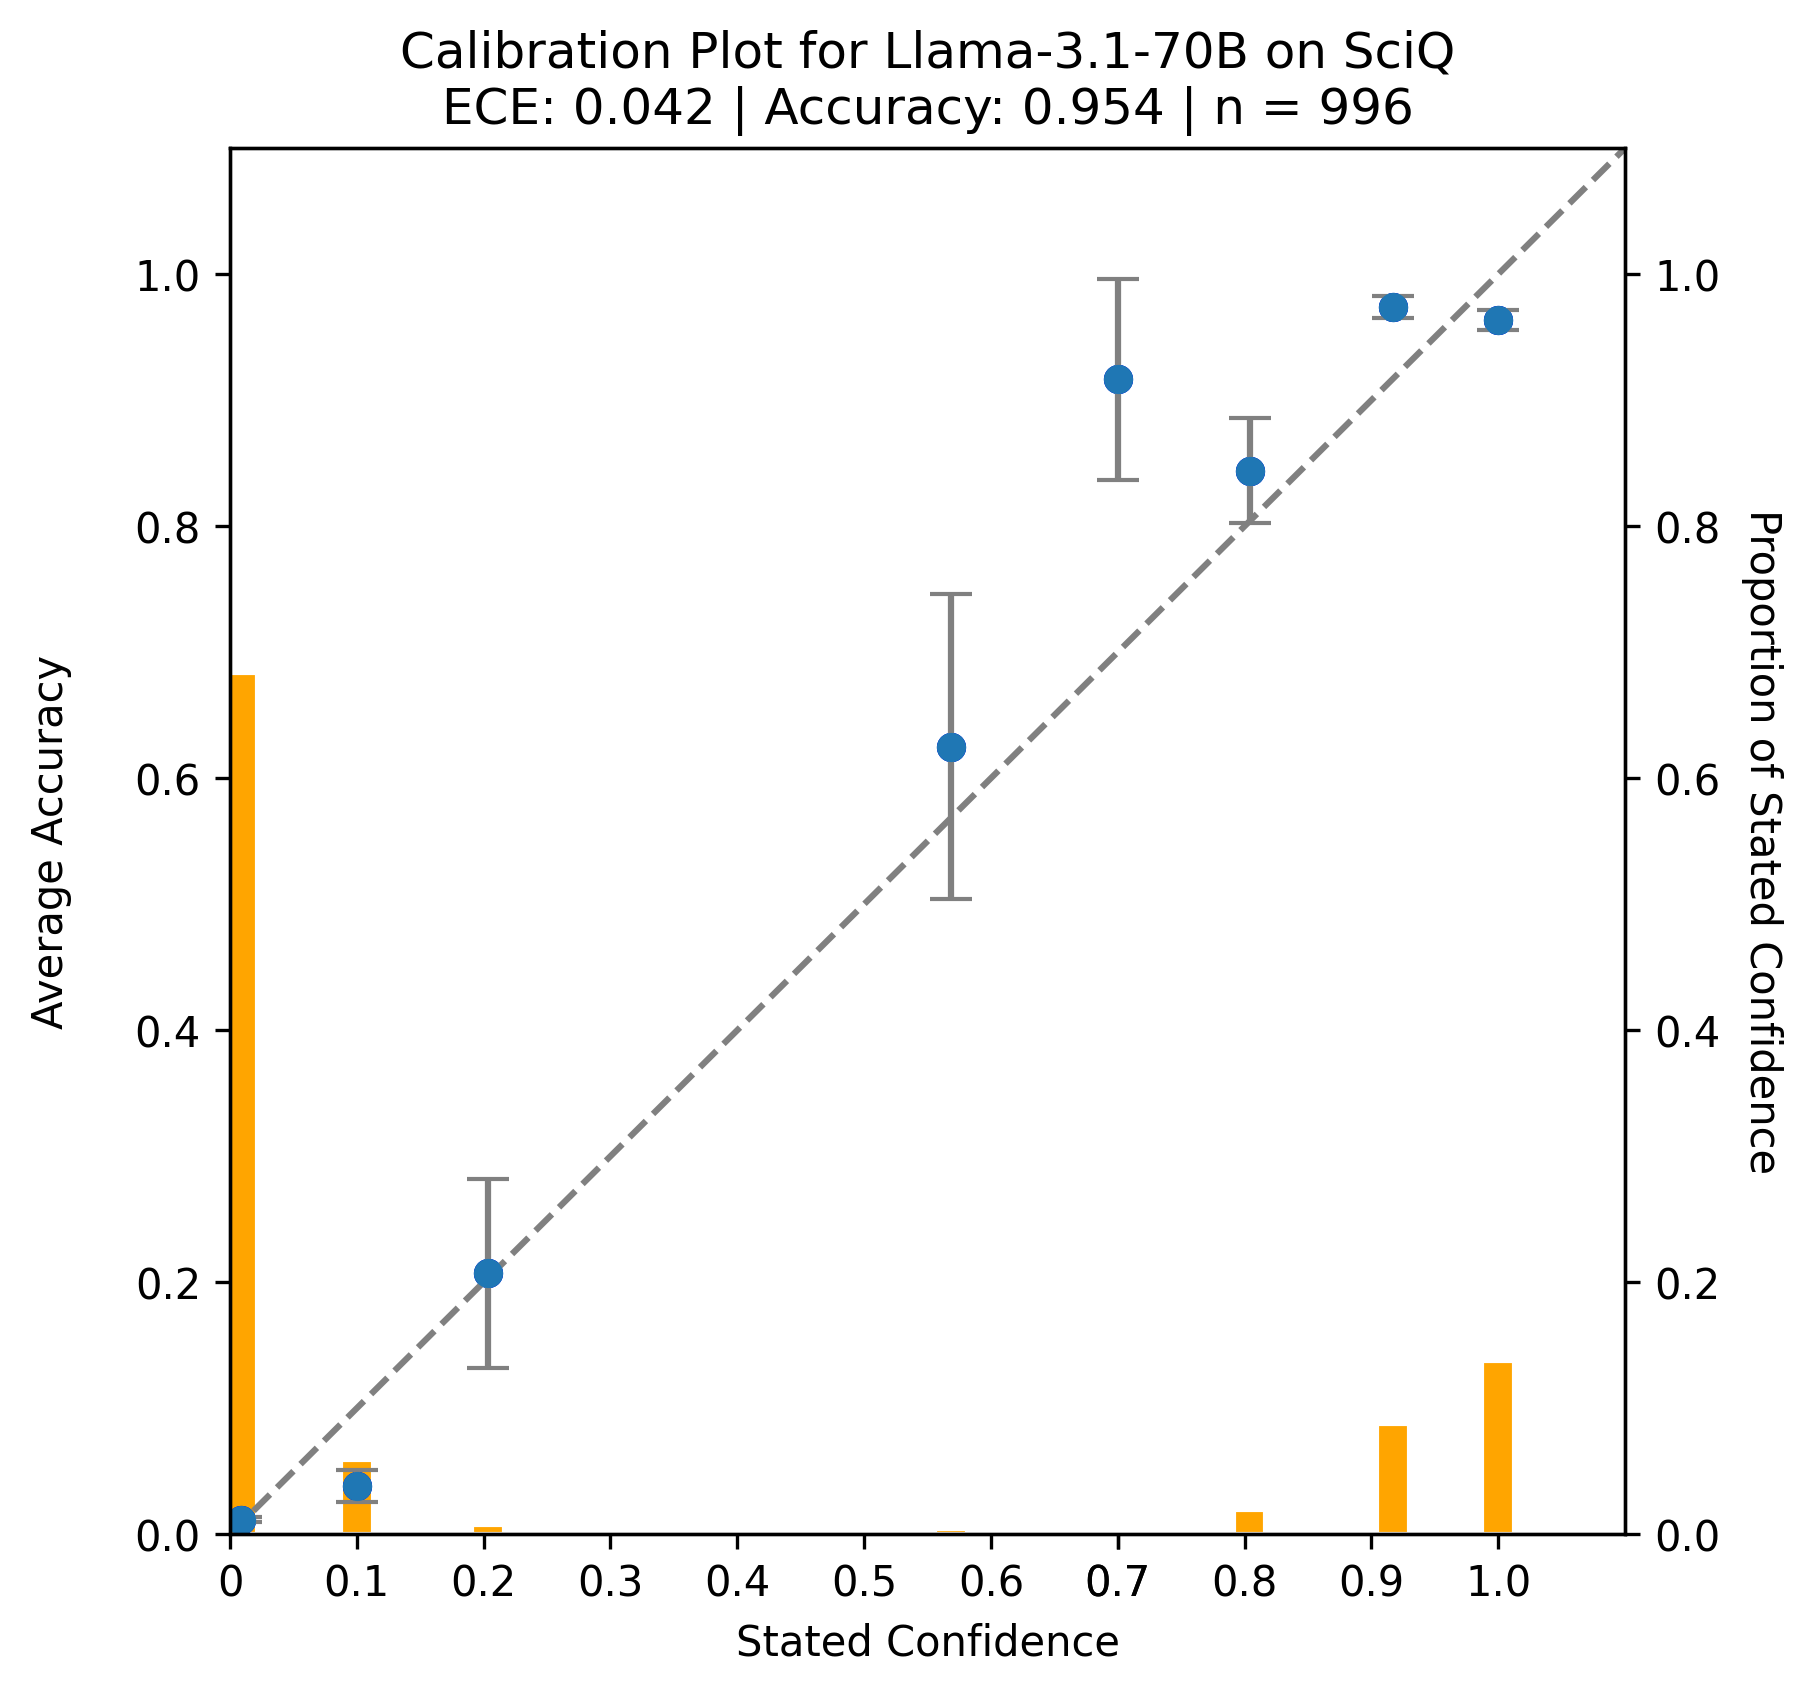 Calibration Plot for Llama-3.1-70B on SciQ
ECE: 0.042 | Accuracy: 0.954 | n = 996
Average Accuracy
1.0
0.8
0.6
0.4
0.2
0.0
1.0
0.8
0.6
0.4
0.2
0.0
Proportion of Stated Confidence
0 0.1 0.2 0.3 0.4 0.5 0.6 0.7 0.8 0.9 1.0
Stated Confidence